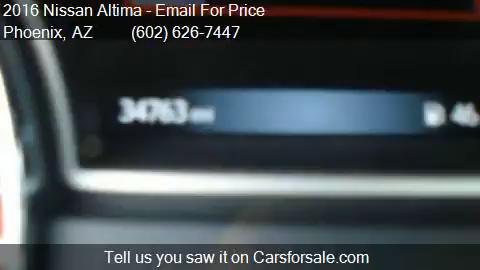 2016 Nissan Altima - Email For Price
Phoenix, AZ (602) 626-7447
34763 mi
46
Tell us you saw it on Carsforsale.com